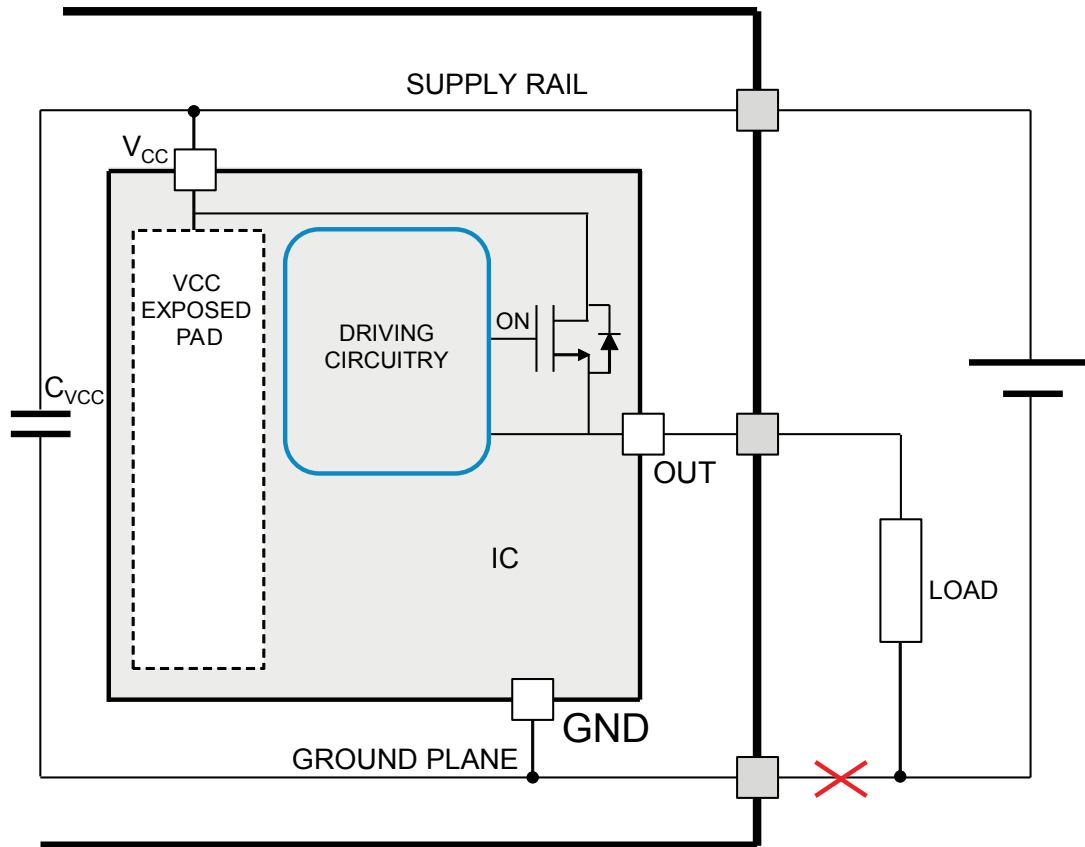 SUPPLY RAIL
VCC
VCC
EXPOSED
PAD
DRIVING
CIRCUITRY
ON
CVCC
OUT
IC
LOAD
GND
GROUND PLANE